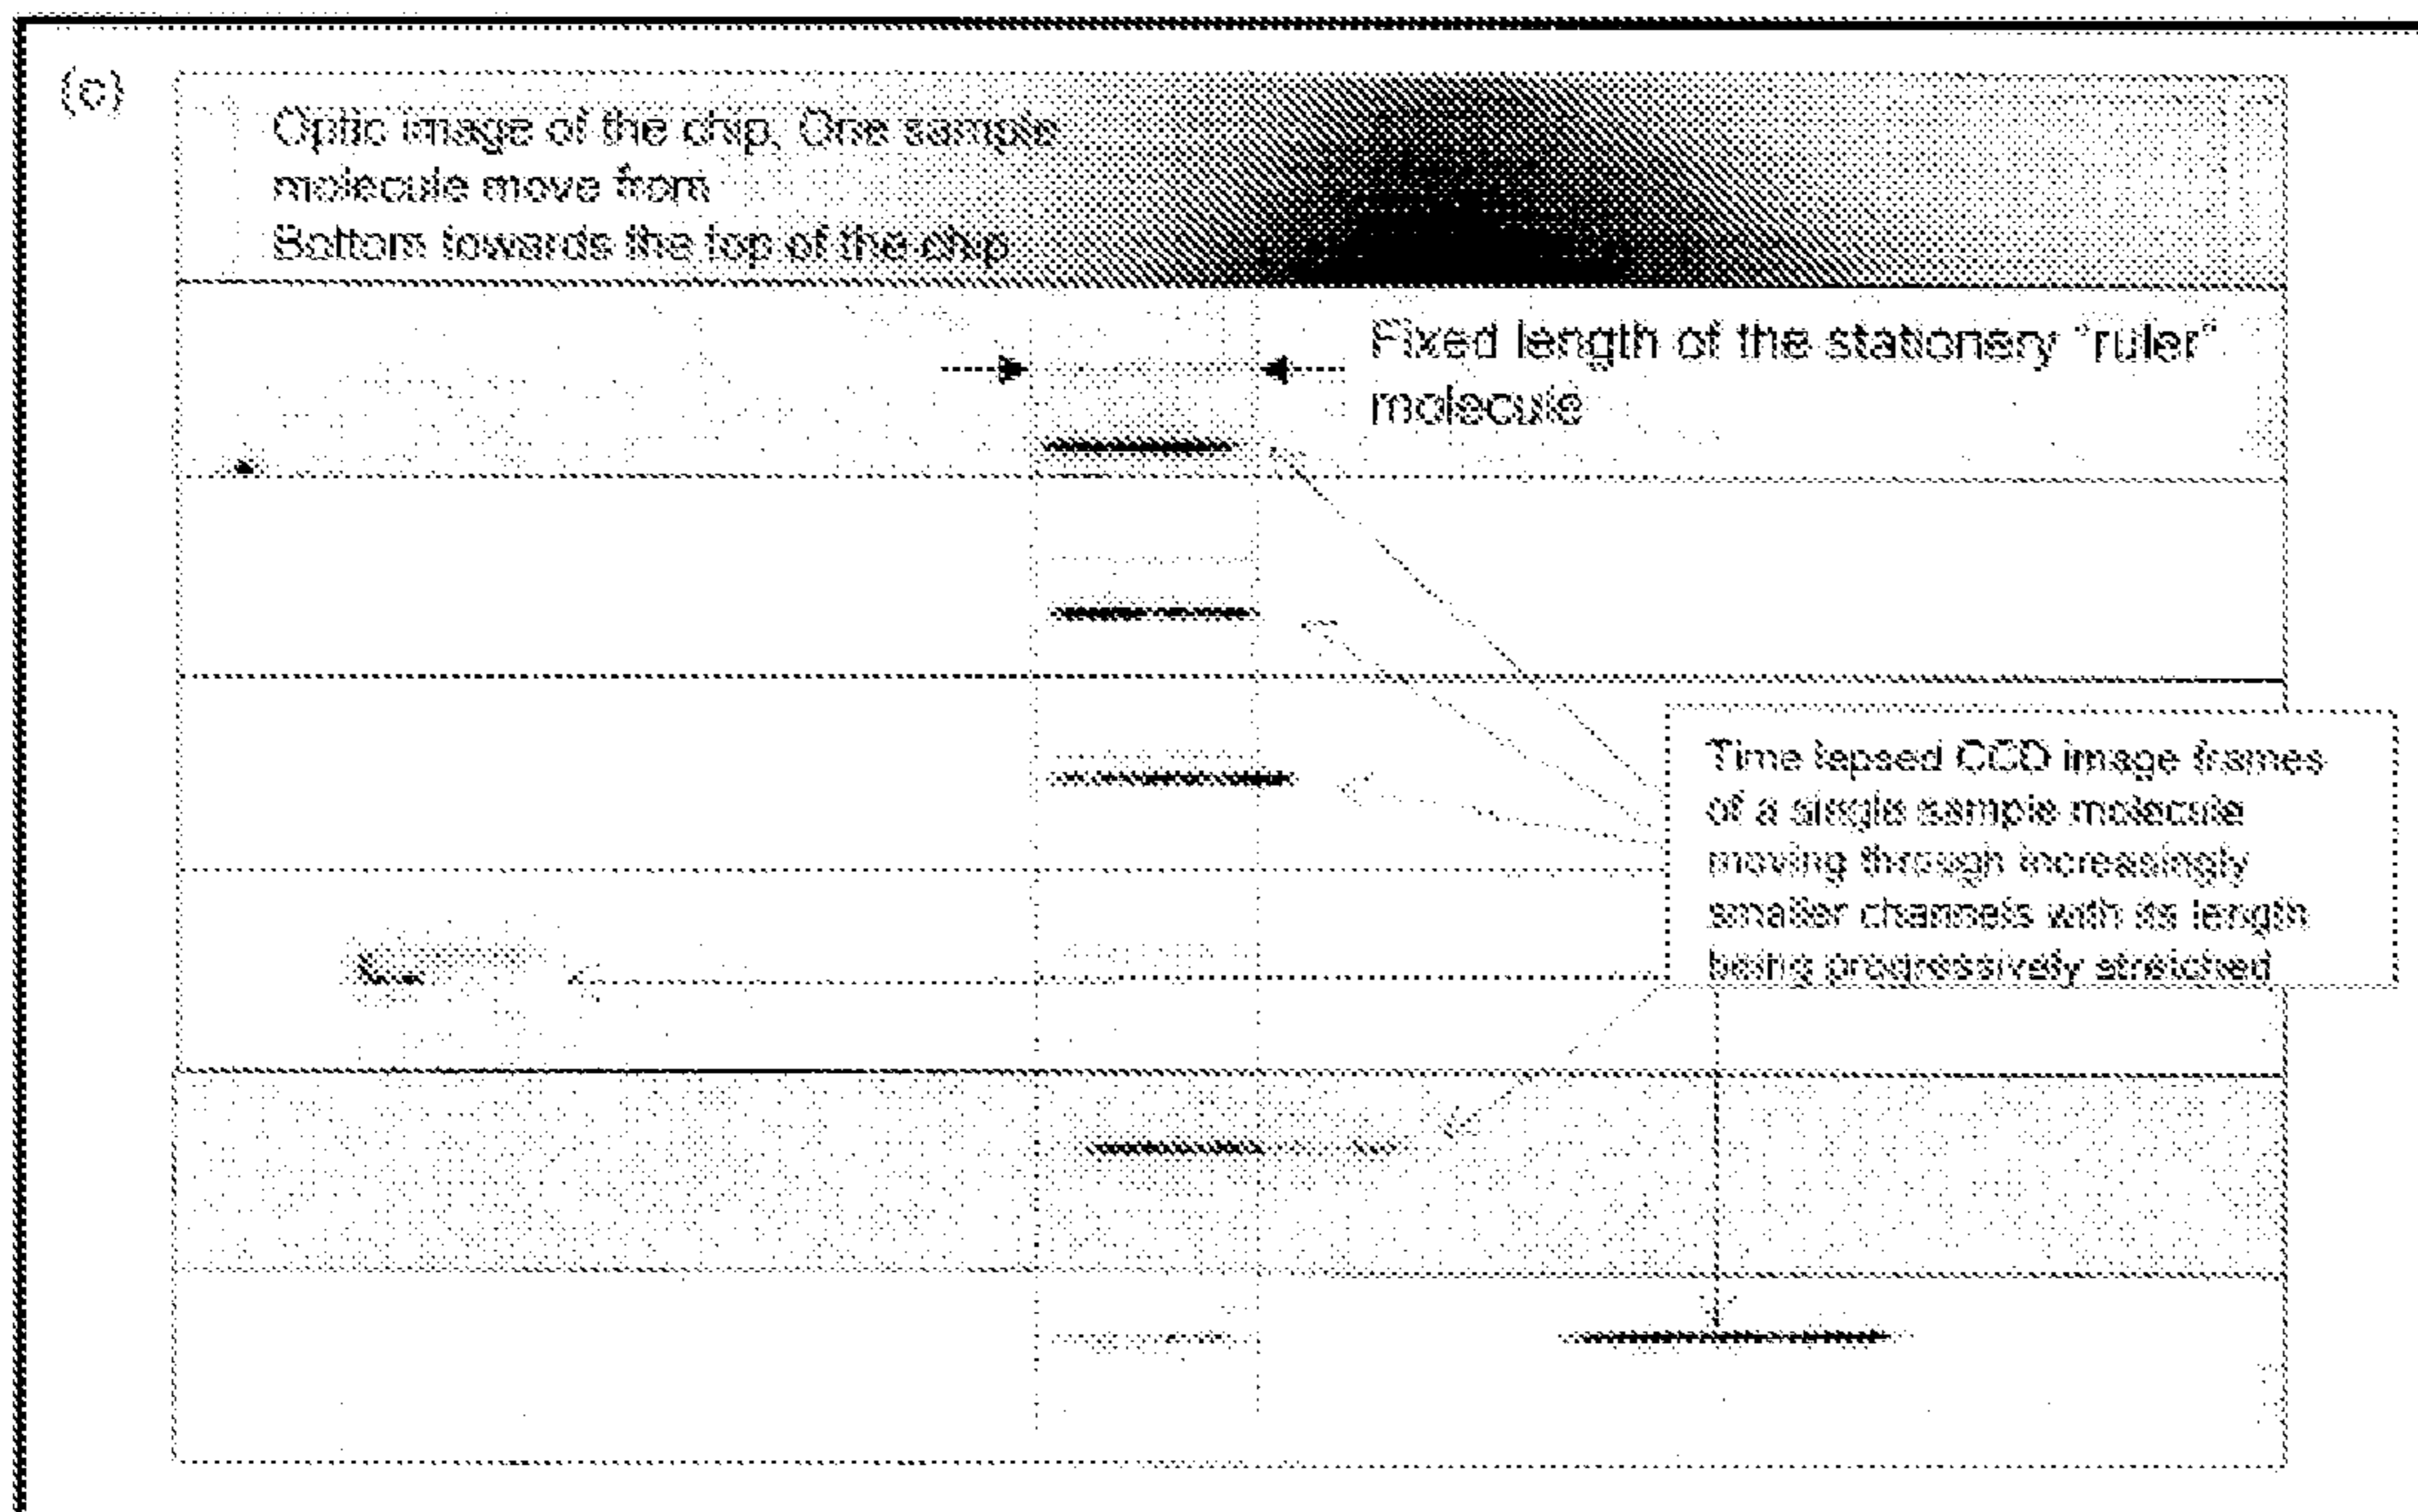 (c)
Optic image of the chip, One sample
molecule move from
Bottom towards the top of the chip
Fixed length of the stationery "ruler"
molecule
Time lapsed CCD image frames
of a single sample molecule
moving through increasingly
smaller channels with its length
being progressively stretched